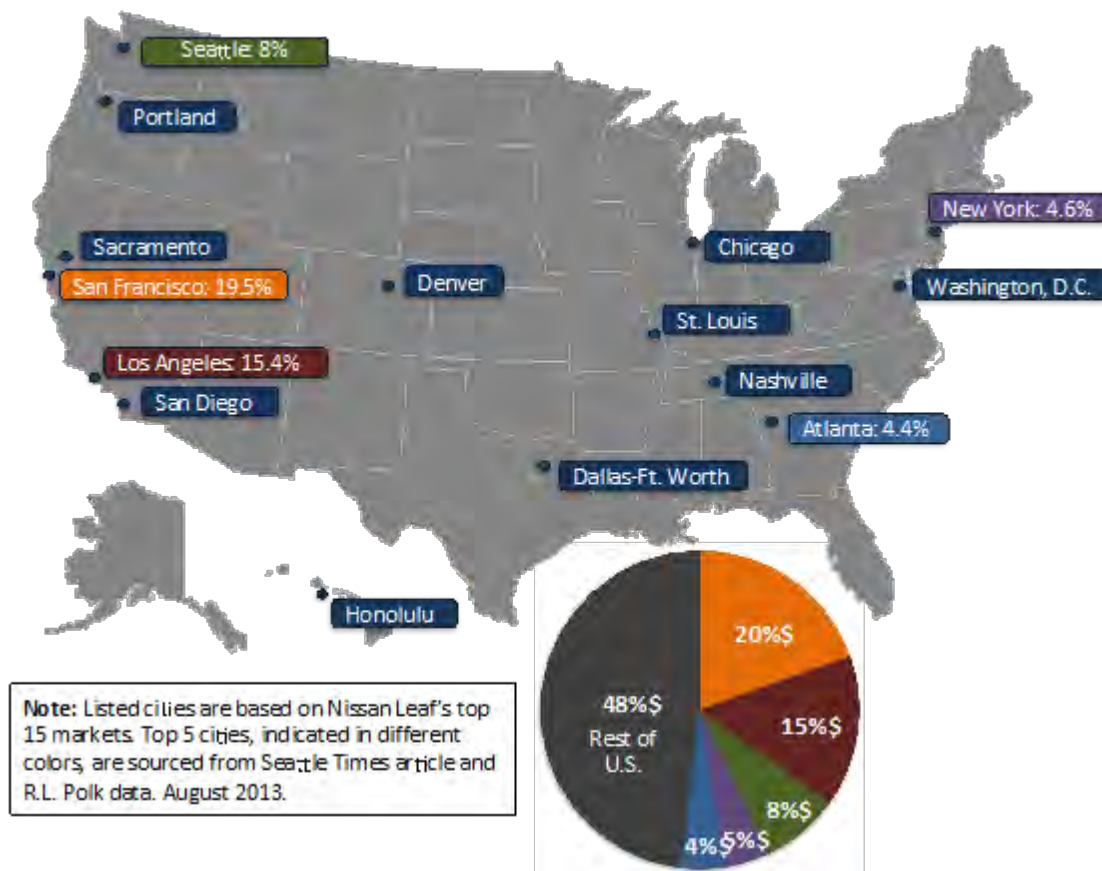 Seattle: 8%
Portland
New York: 4.6%
Sacramento
Chicago
San Francisco: 19.5%
Denver
Washington, D.C.
St. Louis
Los Angeles: 15.4%
Nashville
San Diego
Atlanta: 4.4%
Dallas-Ft. Worth
Honolulu
20%$
48%$
Rest of
U.S.
15%$
8%$
5%$
4%$
Note: Listed cities are based on Nissan Leaf's top
15 markets. Top 5 cities, indicated in different
colors, are sourced from Seattle Times article and
R.L. Polk data. August 2013.